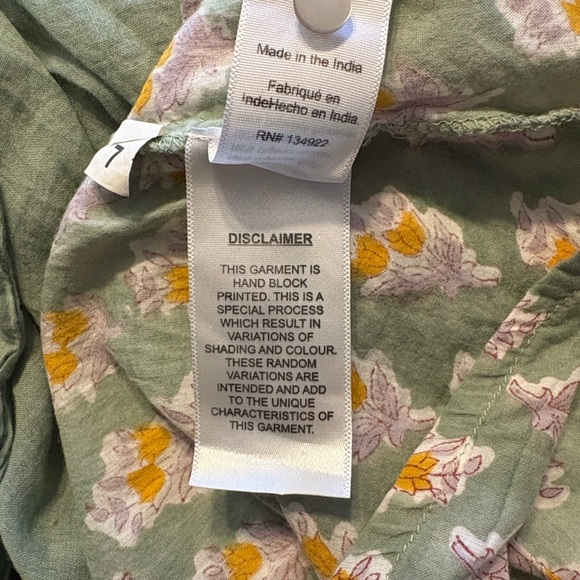 Made in the India
Fabriqué en
Inde/Hecho en India
RN# 134922
7
DISCLAIMER
THIS GARMENT IS
HAND BLOCK
PRINTED. THIS IS A
SPECIAL PROCESS
WHICH RESULT IN
VARIATIONS OF
SHADING AND COLOUR.
THESE RANDOM
VARIATIONS ARE
INTENDED AND ADD
TO THE UNIQUE
CHARACTERISTICS OF
THIS GARMENT.